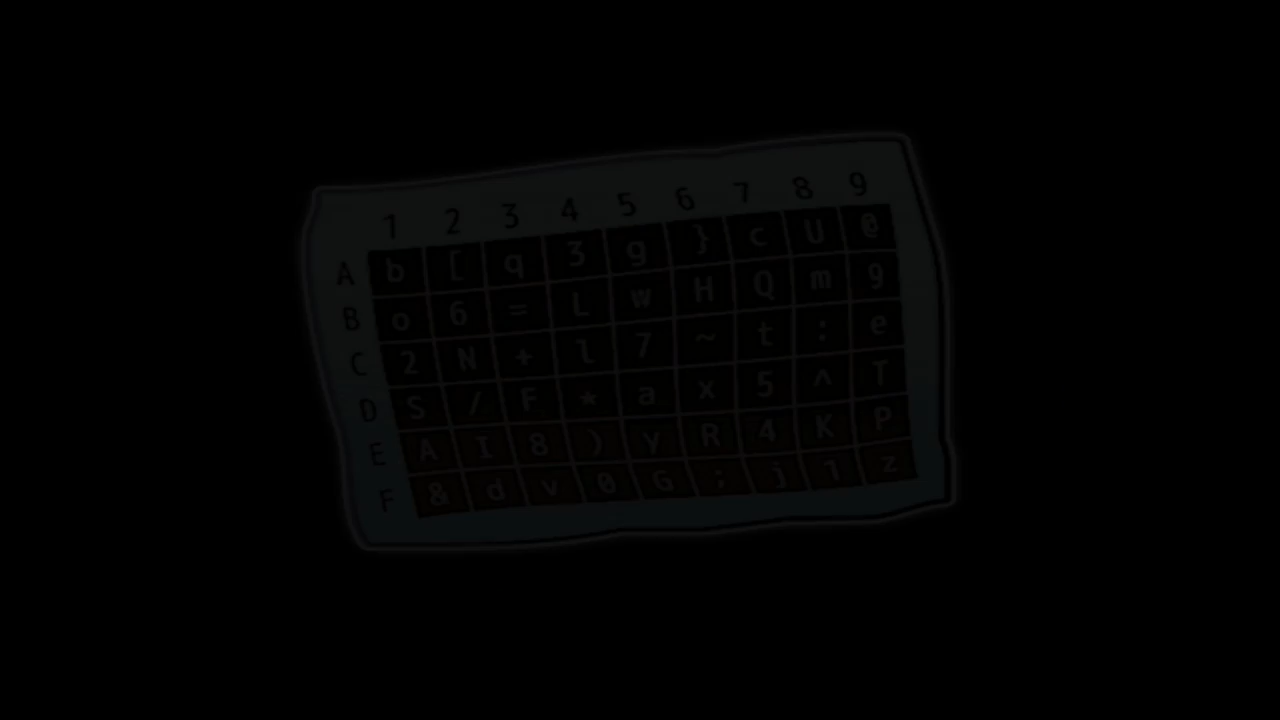 1 2 3 4 5 6 7 8 9
A b [ q 3 g } c U @
B o 6 = L w H Q m 9
C 2 N + l 7 ~ t : e
D S / F * a x 5 ^ T
E A I 8 ) y R 4 K P
F & d v 0 G ; j 1 z